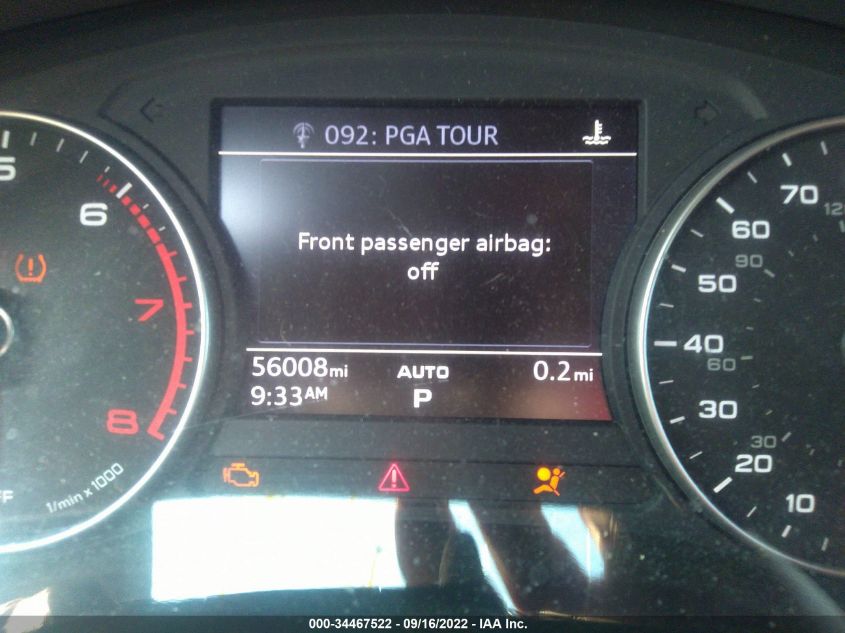 092: PGA TOUR
Front passenger airbag:
off
56008mi AUTO 0.2mi
9:33AM P
5
6
7
8
1/min x 1000
70
60
50
40
30
20
10
90
60
30
000-34467522 - 09/16/2022 - IAA Inc.